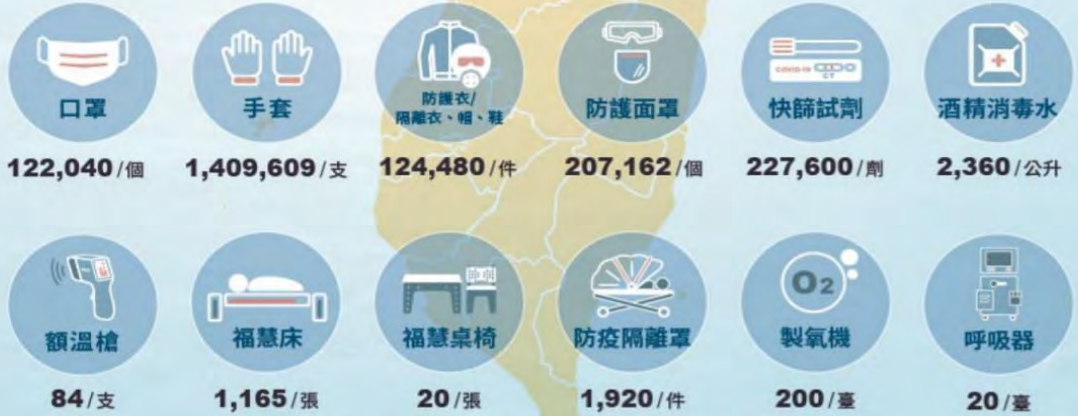 口罩
122,040/個
手套
1,409,609/支
防護衣/
隔離衣、帽、鞋
124,480/件
防護面罩
207,162/個
COVID-19
CT
快篩試劑
227,600/劑
酒精消毒水
2,360/公升
額溫槍
84/支
福慧床
1,165/張
福慧桌椅
20/張
防疫隔離罩
1,920/件
O2
製氧機
200/臺
呼吸器
20/臺